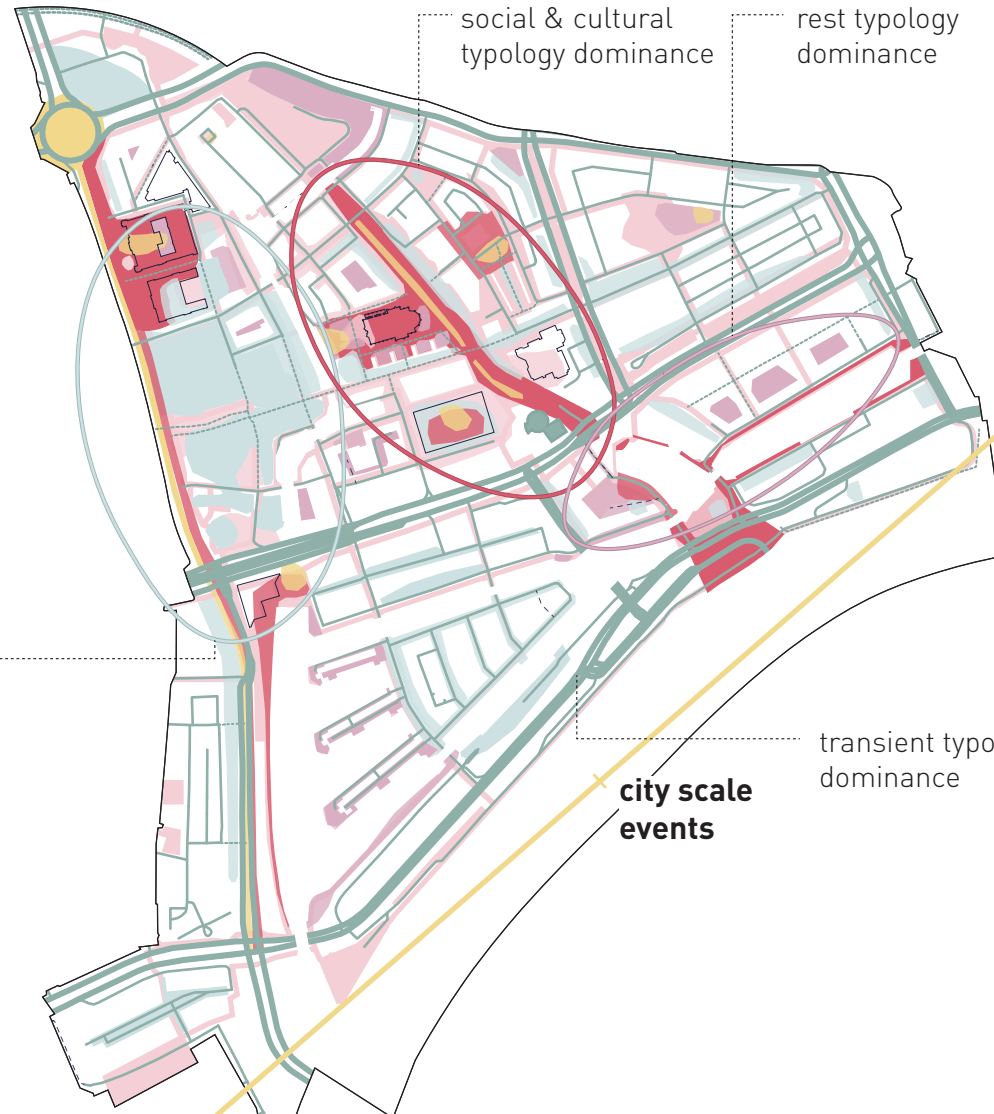 social & cultural
typology dominance
rest typology
dominance
transient typo
dominance
city scale
events